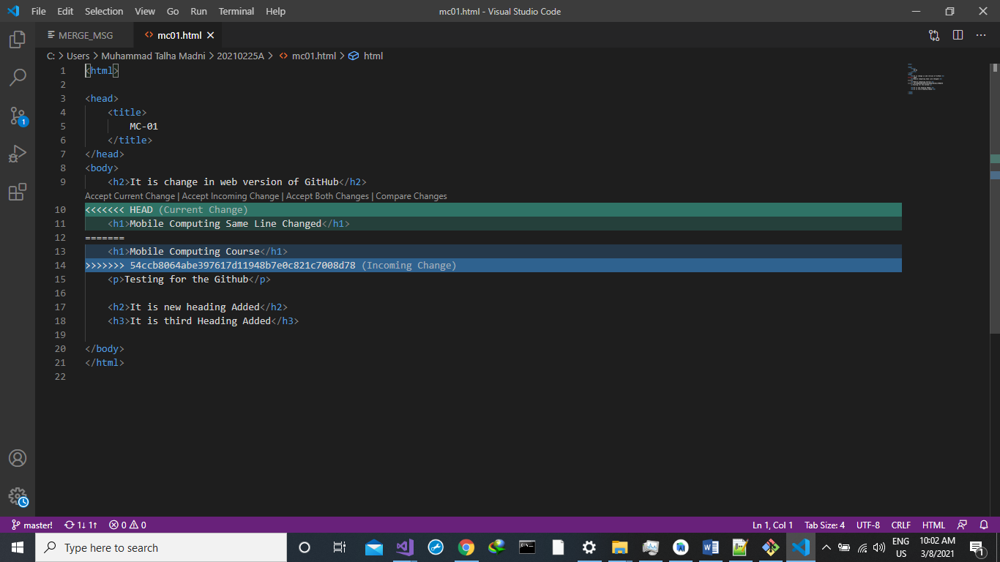 File Edit Selection View Go Run Terminal Help mc01.html - Visual Studio Code
MERGE_MSG mc01.html
C: > Users > Muhammad Talha Madni > 20210225A > mc01.html > html
1 <html>
2
3 <head>
4 <title>
5 MC-01
6 </title>
7 </head>
8 <body>
9 <h2>It is change in web version of GitHub</h2>
Accept Current Change | Accept Incoming Change | Accept Both Changes | Compare Changes
10 <<<<<<< HEAD (Current Change)
11 <h1>Mobile Computing Same Line Changed</h1>
12 =======
13 <h1>Mobile Computing Course</h1>
14 >>>>>>> 54ccb8064abe397617d11948b7e0c821c7008d78 (Incoming Change)
15 <p>Testing for the Github</p>
16
17 <h2>It is new heading Added</h2>
18 <h3>It is third Heading Added</h3>
19
20 </body>
21 </html>
22
1
master! 1↓ 1↑ 0 0 Ln 1, Col 1 Tab Size: 4 UTF-8 CRLF HTML
Type here to search
ENG
US
10:02 AM
3/8/2021
1